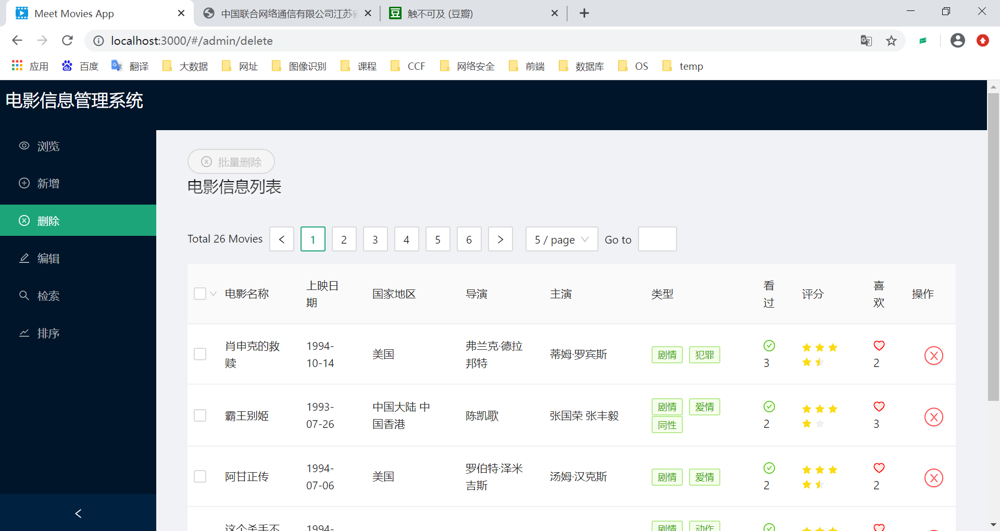 Meet Movies App
中国联合网络通信有限公司江苏省
触不可及 (豆瓣)
localhost:3000/#/admin/delete
应用 百度 翻译 大数据 网址 图像识别 课程 CCF 网络安全 前端 数据库 OS temp
电影信息管理系统
浏览
新增
删除
编辑
检索
排序
批量删除
电影信息列表
Total 26 Movies 1 2 3 4 5 6 5 / page Go to
电影名称 上映日期 国家地区 导演 主演 类型 看过 评分 喜欢 操作
肖申克的救赎 1994-10-14 美国 弗兰克·德拉邦特 蒂姆·罗宾斯 剧情 犯罪 3 2
霸王别姬 1993-07-26 中国大陆 中国香港 陈凯歌 张国荣 张丰毅 剧情 爱情 同性 2 3
阿甘正传 1994-07-06 美国 罗伯特·泽米吉斯 汤姆·汉克斯 剧情 爱情 2 2
这个杀手不 1994- 剧情 动作